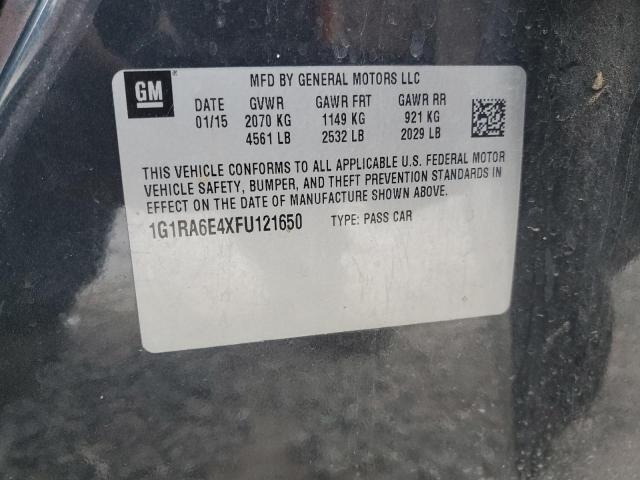 GM
MFD BY GENERAL MOTORS LLC
DATE GVWR GAWR FRT GAWR RR
01/15 2070 KG 1149 KG 921 KG
4561 LB 2532 LB 2029 LB
THIS VEHICLE CONFORMS TO ALL APPLICABLE U.S. FEDERAL MOTOR
VEHICLE SAFETY, BUMPER, AND THEFT PREVENTION STANDARDS IN
EFFECT ON THE DATE OF MANUFACTURE SHOWN ABOVE.
1G1RA6E4XFU121650 TYPE: PASS CAR